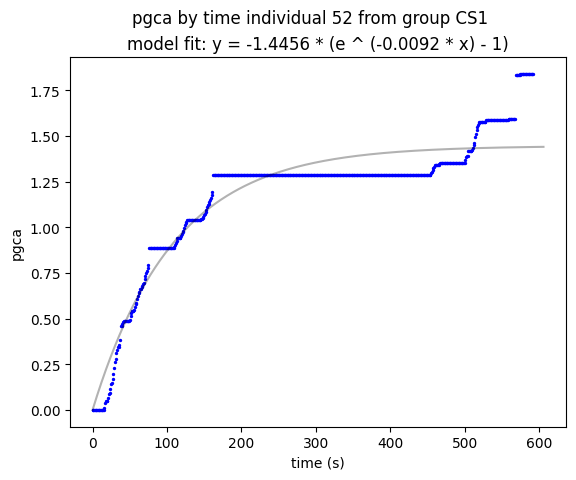 pgca by time individual 52 from group CS1
model fit: y = -1.4456 * (e ^ (-0.0092 * x) - 1)
1.75
1.50
1.25
1.00
0.75
0.50
0.25
0.00
pgca
0 100 200 300 400 500 600
time (s)